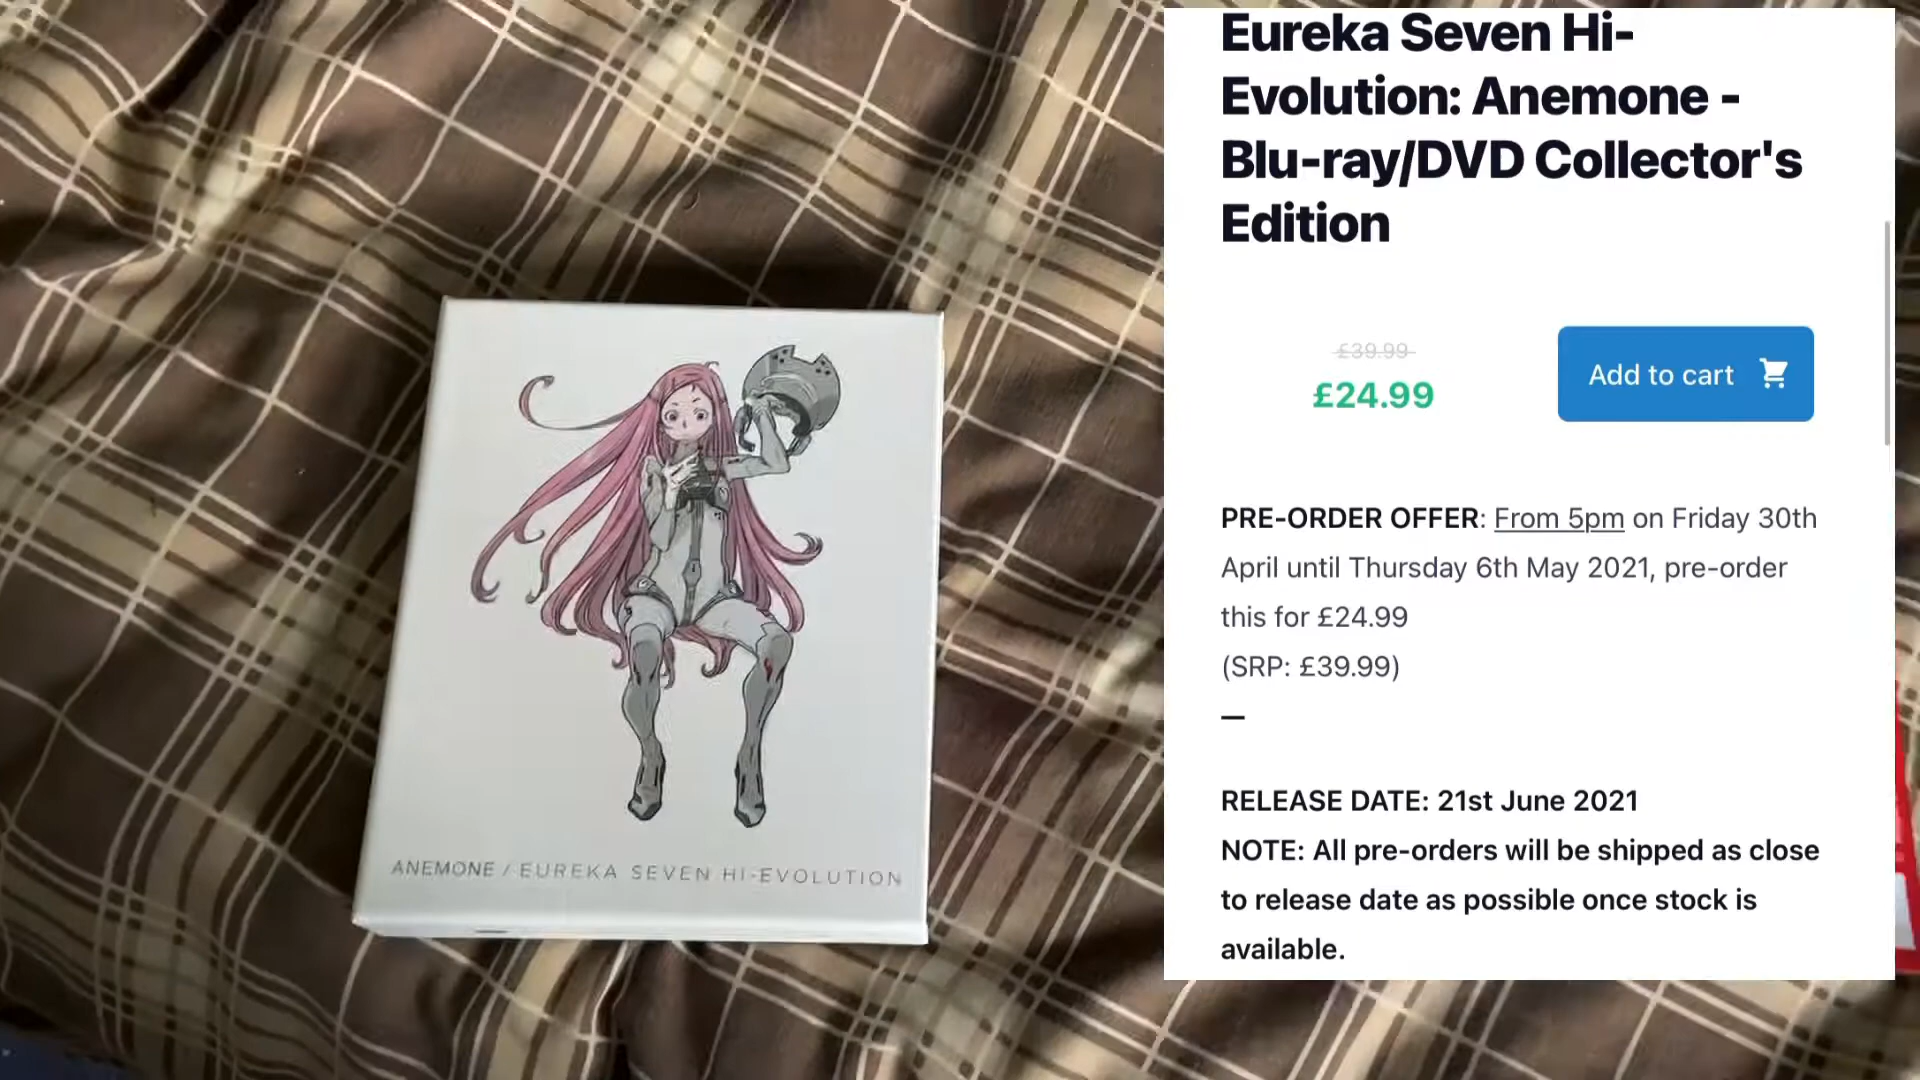 Eureka Seven Hi-
Evolution: Anemone -
Blu-ray/DVD Collector's
Edition
£39.99
£24.99
Add to cart
PRE-ORDER OFFER: From 5pm on Friday 30th
April until Thursday 6th May 2021, pre-order
this for £24.99
(SRP: £39.99)
—
RELEASE DATE: 21st June 2021
NOTE: All pre-orders will be shipped as close
to release date as possible once stock is
available.
ANEMONE / EUREKA SEVEN HI-EVOLUTION